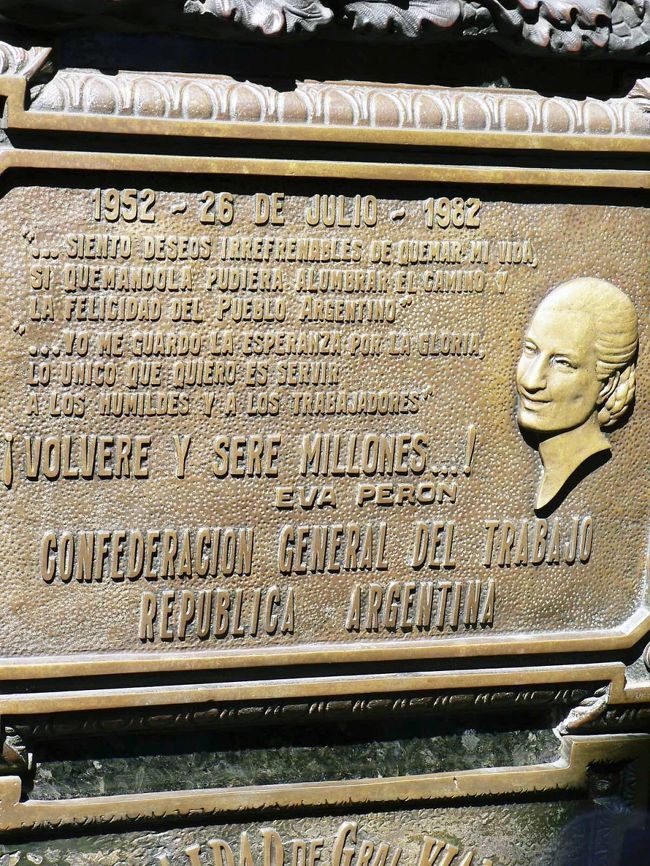 1952 - 26 DE JULIO - 1982
"... SIENTO DESEOS IRREFRENABLES DE QUEMAR MI VIDA,
SI QUEMANDOLA PUDIERA ALUMBRAR EL CAMINO Y
LA FELICIDAD DEL PUEBLO ARGENTINO"
"...YO ME GUARDO LA ESPERANZA POR LA GLORIA,
LO UNICO QUE QUIERO ES SERVIR
A LOS HUMILDES Y A LOS TRABAJADORES"
¡VOLVERE Y SERE MILLONES...!
EVA PERON
CONFEDERACION GENERAL DEL TRABAJO
REPUBLICA ARGENTINA
DE GRAL